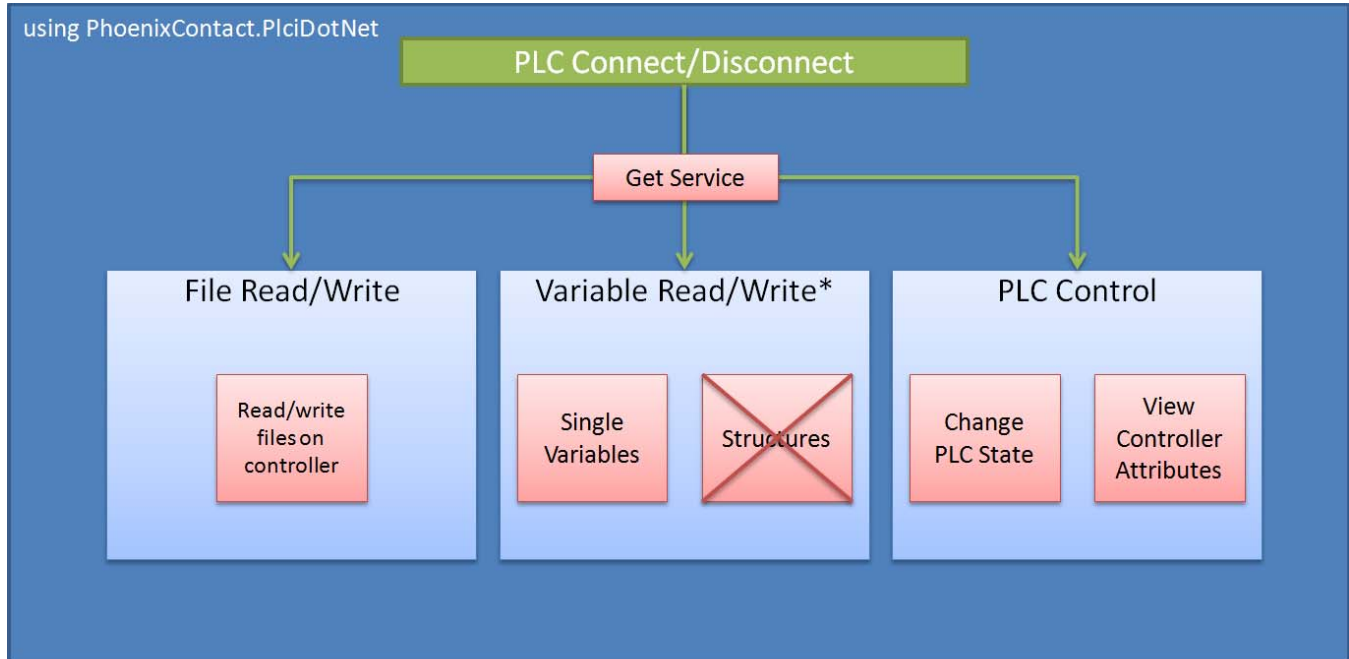 using PhoenixContact.PlciDotNet
PLC Connect/Disconnect
Get Service
File Read/Write
Read/write
files on
controller
Variable Read/Write*
Single
Variables
Structures
PLC Control
Change
PLC State
View
Controller
Attributes